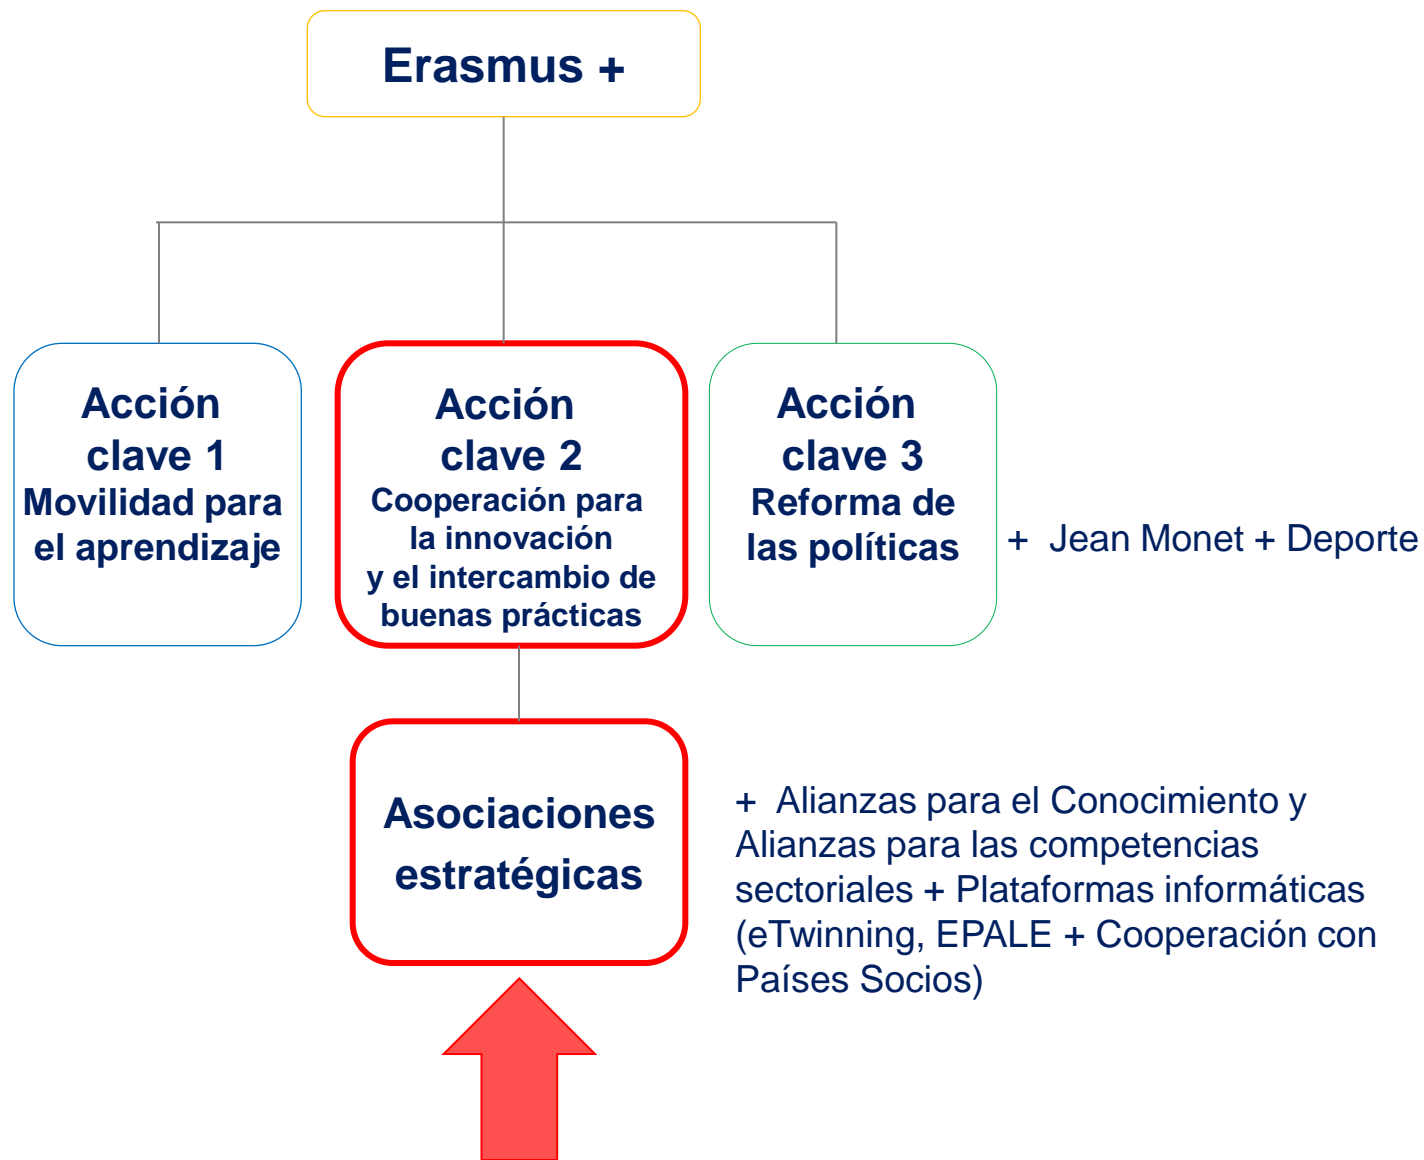 Erasmus +
Acción
clave 1
Movilidad para
el aprendizaje
Acción
clave 2
Cooperación para
la innovación
y el intercambio de
buenas prácticas
Acción
clave 3
Reforma de
las políticas
+ Jean Monet + Deporte
Asociaciones
estratégicas
+ Alianzas para el Conocimiento y
Alianzas para las competencias
sectoriales + Plataformas informáticas
(eTwinning, EPALE + Cooperación con
Países Socios)